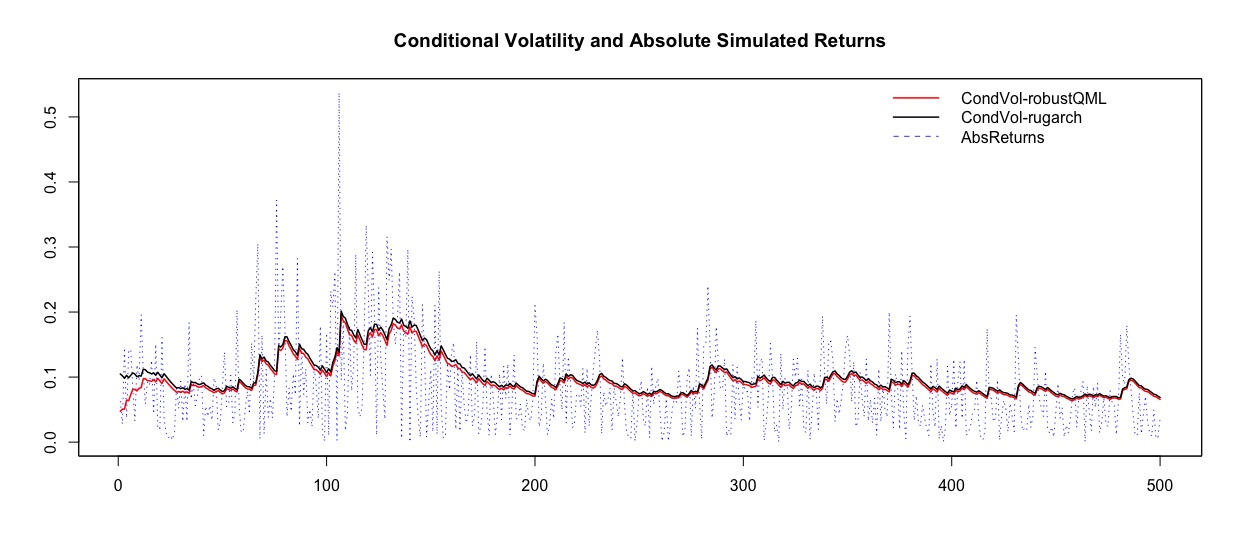 Conditional Volatility and Absolute Simulated Returns
CondVol-robustQML
CondVol-rugarch
AbsReturns
0.5
0.4
0.3
0.2
0.1
0.0
0 100 200 300 400 500